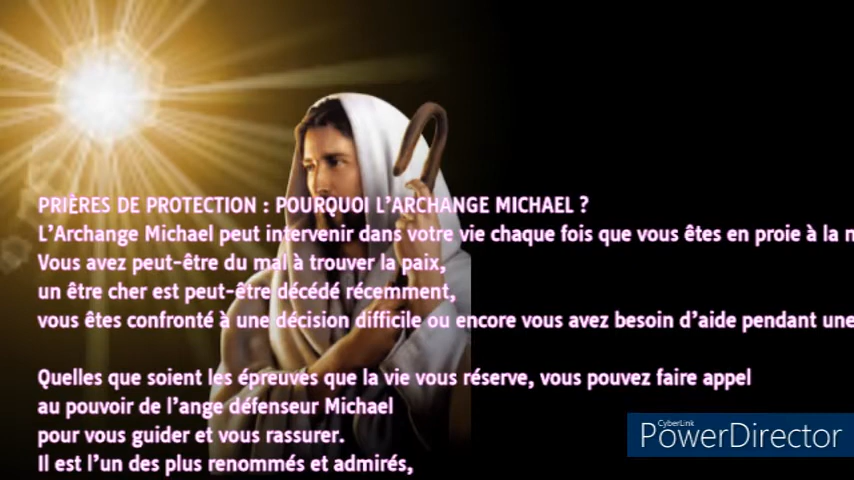 PRIÈRES DE PROTECTION : POURQUOI L'ARCHANGE MICHAEL ?
L'Archange Michael peut intervenir dans votre vie chaque fois que vous êtes en proie à la
Vous avez peut-être du mal à trouver la paix,
un être cher est peut-être décédé récemment,
vous êtes confronté à une décision difficile ou encore vous avez besoin d'aide pendant une
Quelles que soient les épreuves que la vie vous réserve, vous pouvez faire appel
au pouvoir de l'ange défenseur Michael
pour vous guider et vous rassurer.
Il est l'un des plus renommés et admirés,
CyberLink
PowerDirector